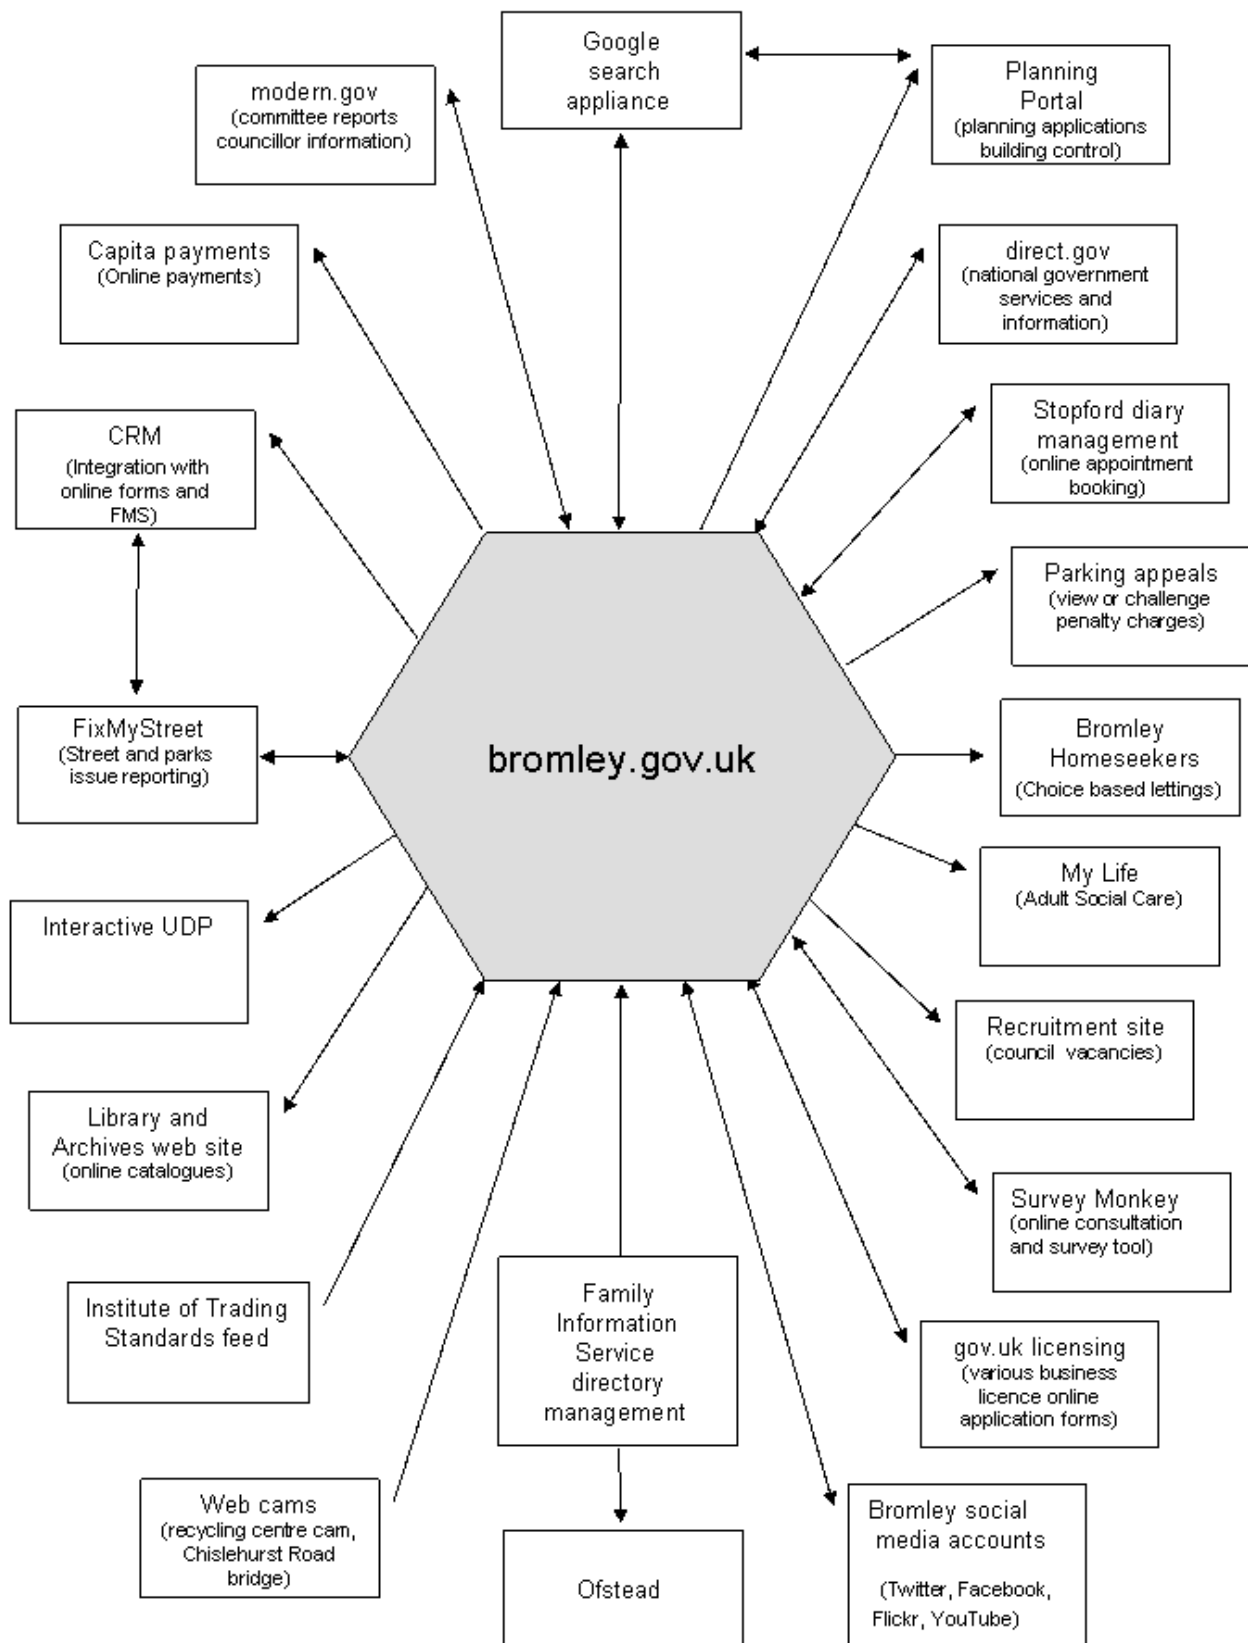 Google
search
appliance
modern.gov
(committee reports
councillor information)
Planning
Portal
(planning applications
building control)
Capita payments
(Online payments)
direct.gov
(national government
services and
information)
CRM
(Integration with
online forms and
FMS)
Stopford diary
management
(online appointment
booking)
Parking appeals
(view or challenge
penalty charges)
FixMyStreet
(Street and parks
issue reporting)
bromley.gov.uk
Bromley
Homeseekers
(Choice based lettings)
My Life
(Adult Social Care)
Interactive UDP
Recruitment site
(council vacancies)
Library and
Archives web site
(online catalogues)
Survey Monkey
(online consultation
and survey tool)
Institute of Trading
Standards feed
Family
Information
Service
directory
management
gov.uk licensing
(various business
licence online
application forms)
Web cams
(recycling centre cam,
Chislehurst Road
bridge)
Ofstead
Bromley social
media accounts
(Twitter, Facebook,
Flickr, YouTube)